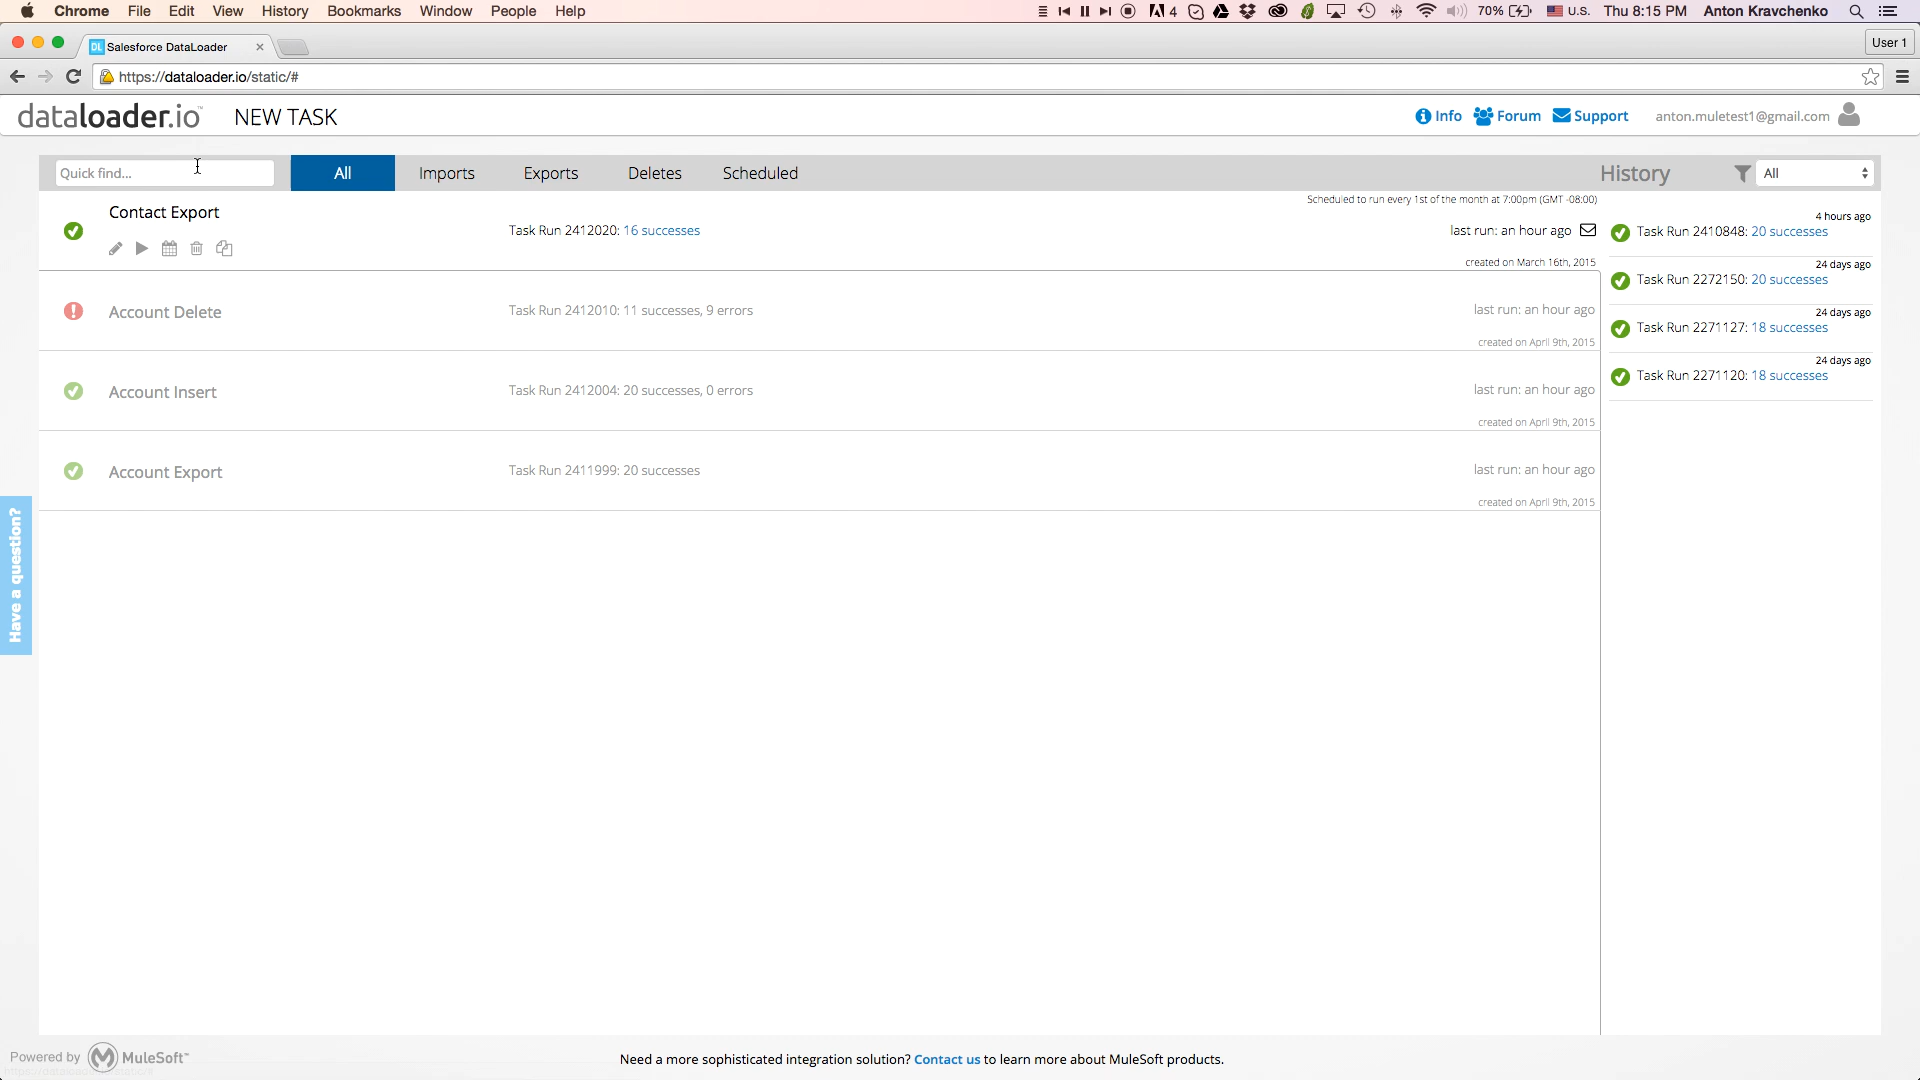 Chrome File Edit View History Bookmarks Window People Help 4 70% U.S. Thu 8:15 PM Anton Kravchenko
DL Salesforce DataLoader × User 1
https://dataloader.io/static/#
dataloader.io™ NEW TASK Info Forum Support anton.muletest1@gmail.com
Quick find... All Imports Exports Deletes Scheduled History All
Scheduled to run every 1st of the month at 7:00pm (GMT -08:00)
Contact Export
Task Run 2412020: 16 successes last run: an hour ago
created on March 16th, 2015
Account Delete Task Run 2412010: 11 successes, 9 errors last run: an hour ago
created on April 9th, 2015
Account Insert Task Run 2412004: 20 successes, 0 errors last run: an hour ago
created on April 9th, 2015
Account Export Task Run 2411999: 20 successes last run: an hour ago
created on April 9th, 2015
4 hours ago
Task Run 2410848: 20 successes
24 days ago
Task Run 2272150: 20 successes
24 days ago
Task Run 2271127: 18 successes
24 days ago
Task Run 2271120: 18 successes
Have a question?
Powered by MuleSoft™
Need a more sophisticated integration solution? Contact us to learn more about MuleSoft products.